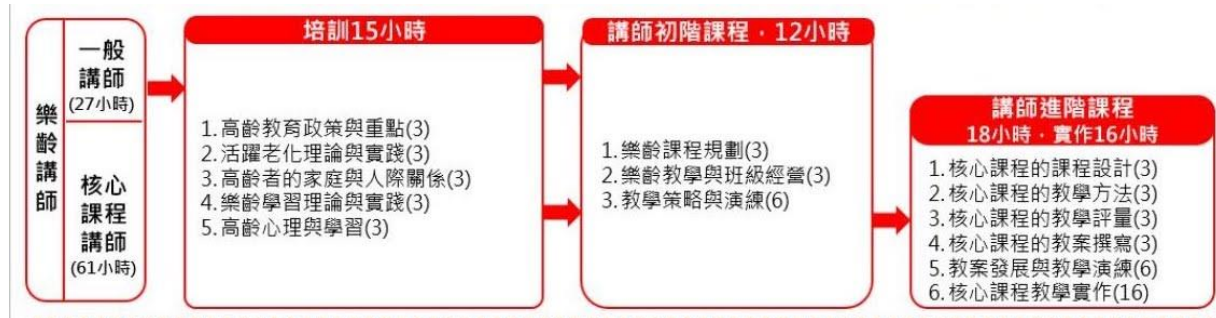 樂齡講師
一般
講師
(27小時)
核心
課程
講師
(61小時)
培訓15小時
1.高齡教育政策與重點(3)
2.活躍老化理論與實踐(3)
3.高齡者的家庭與人際關係(3)
4.樂齡學習理論與實踐(3)
5.高齡心理與學習(3)
講師初階課程．12小時
1.樂齡課程規劃(3)
2.樂齡教學與班級經營(3)
3.教學策略與演練(6)
講師進階課程
18小時．實作16小時
1.核心課程的課程設計(3)
2.核心課程的教學方法(3)
3.核心課程的教學評量(3)
4.核心課程的教案撰寫(3)
5.教案發展與教學演練(6)
6.核心課程教學實作(16)